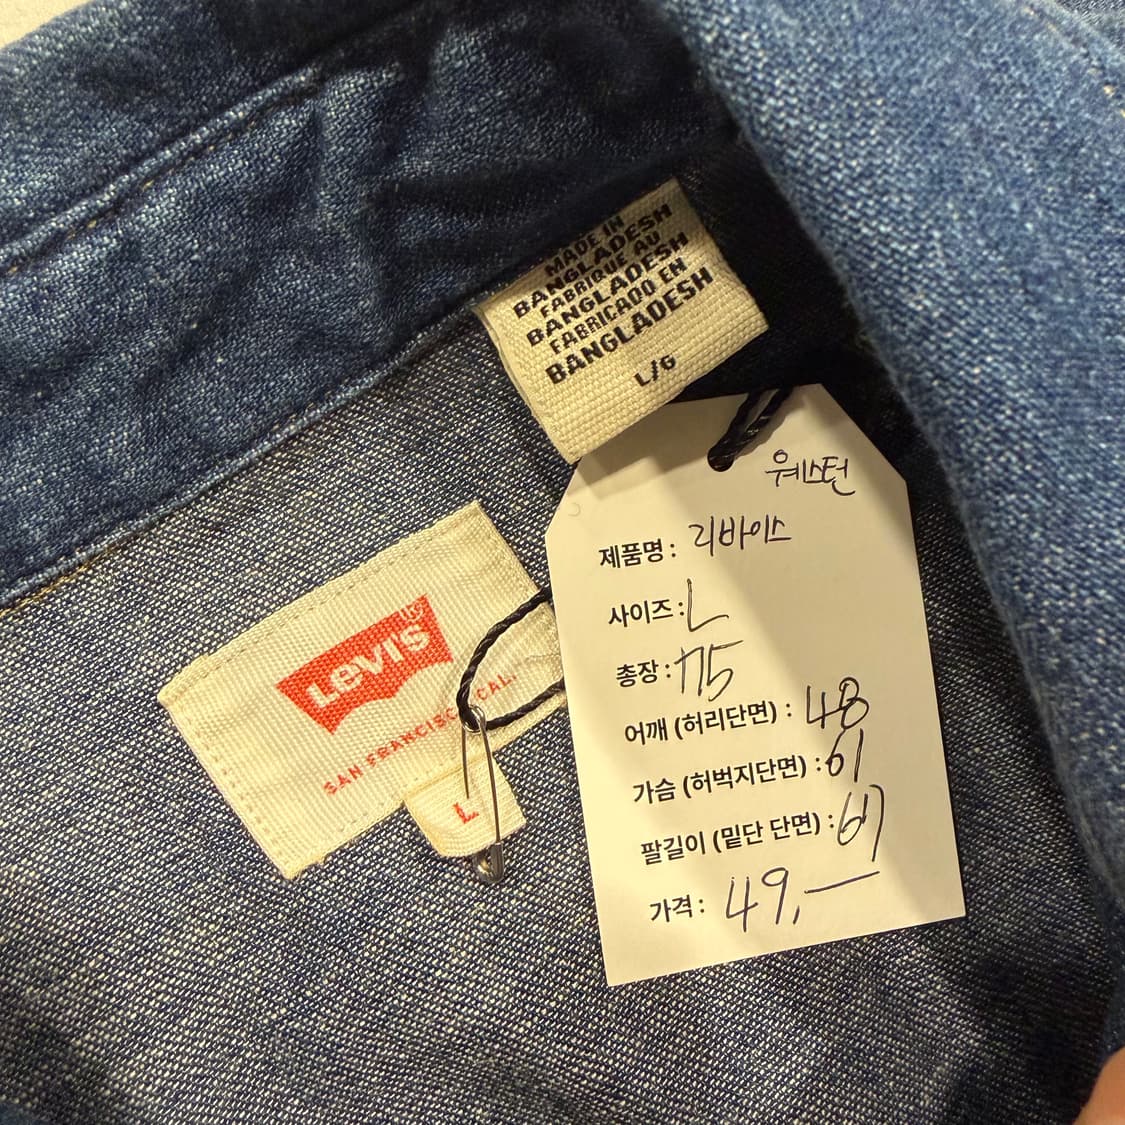 MADE IN
BANGLADESH
FABRIQUE AU
BANGLADESH
FABRICADO EN
BANGLADESH
L/G
웨스턴
제품명: 리바이스
사이즈: L
총장: 75
어깨 (허리단면) : 48
가슴 (허벅지단면) : 61
팔길이 (밑단 단면) : 67
가격: 49,—
LEVI'S
SAN FRANCISC CAL.
L